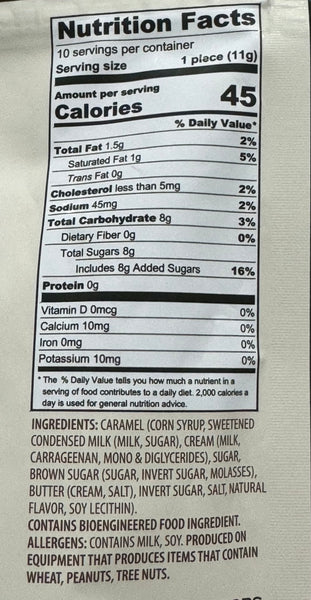 Nutrition Facts
10 servings per container
Serving size 1 piece (11g)
Amount per serving
Calories 45
% Daily Value*
Total Fat 1.5g 2%
Saturated Fat 1g 5%
Trans Fat 0g
Cholesterol less than 5mg 2%
Sodium 45mg 2%
Total Carbohydrate 8g 3%
Dietary Fiber 0g 0%
Total Sugars 8g
Includes 8g Added Sugars 16%
Protein 0g
Vitamin D 0mcg 0%
Calcium 10mg 0%
Iron 0mg 0%
Potassium 10mg 0%
* The % Daily Value tells you how much a nutrient in a
serving of food contributes to a daily diet. 2,000 calories a
day is used for general nutrition advice.
INGREDIENTS: CARAMEL (CORN SYRUP, SWEETENED
CONDENSED MILK (MILK, SUGAR), CREAM (MILK,
CARRAGEENAN, MONO & DIGLYCERIDES), SUGAR,
BROWN SUGAR (SUGAR, INVERT SUGAR, MOLASSES),
BUTTER (CREAM, SALT), INVERT SUGAR, SALT, NATURAL
FLAVOR, SOY LECITHIN).
CONTAINS BIOENGINEERED FOOD INGREDIENT.
ALLERGENS: CONTAINS MILK, SOY. PRODUCED ON
EQUIPMENT THAT PRODUCES ITEMS THAT CONTAIN
WHEAT, PEANUTS, TREE NUTS.